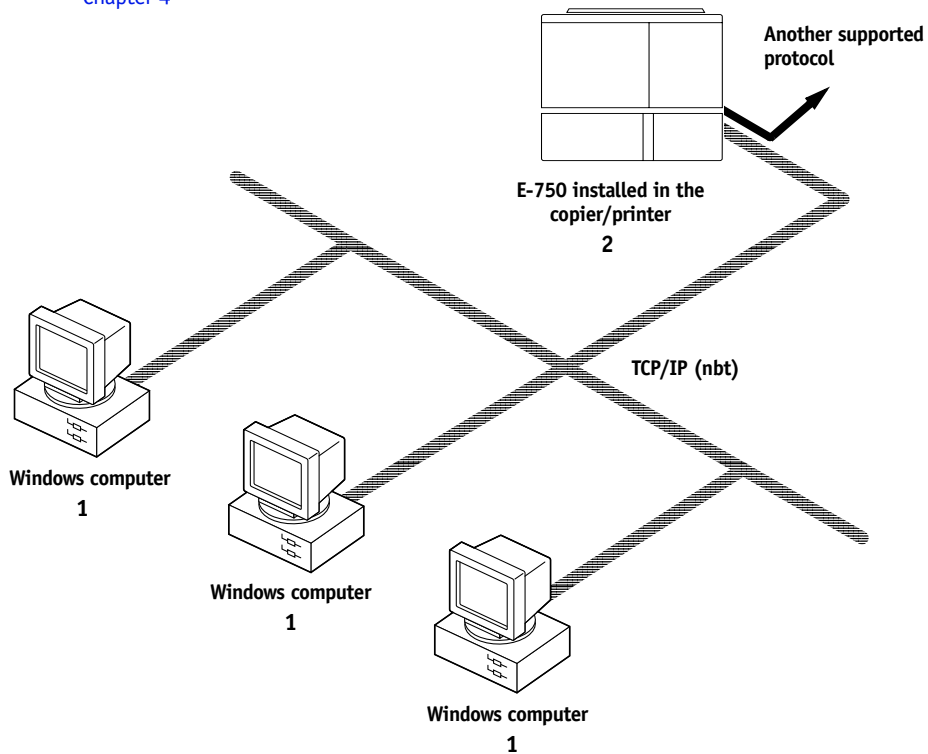 Chapter 4
Another supported
protocol
E-750 installed in the
copier/printer
2
TCP/IP (nbt)
Windows computer
1
Windows computer
1
Windows computer
1